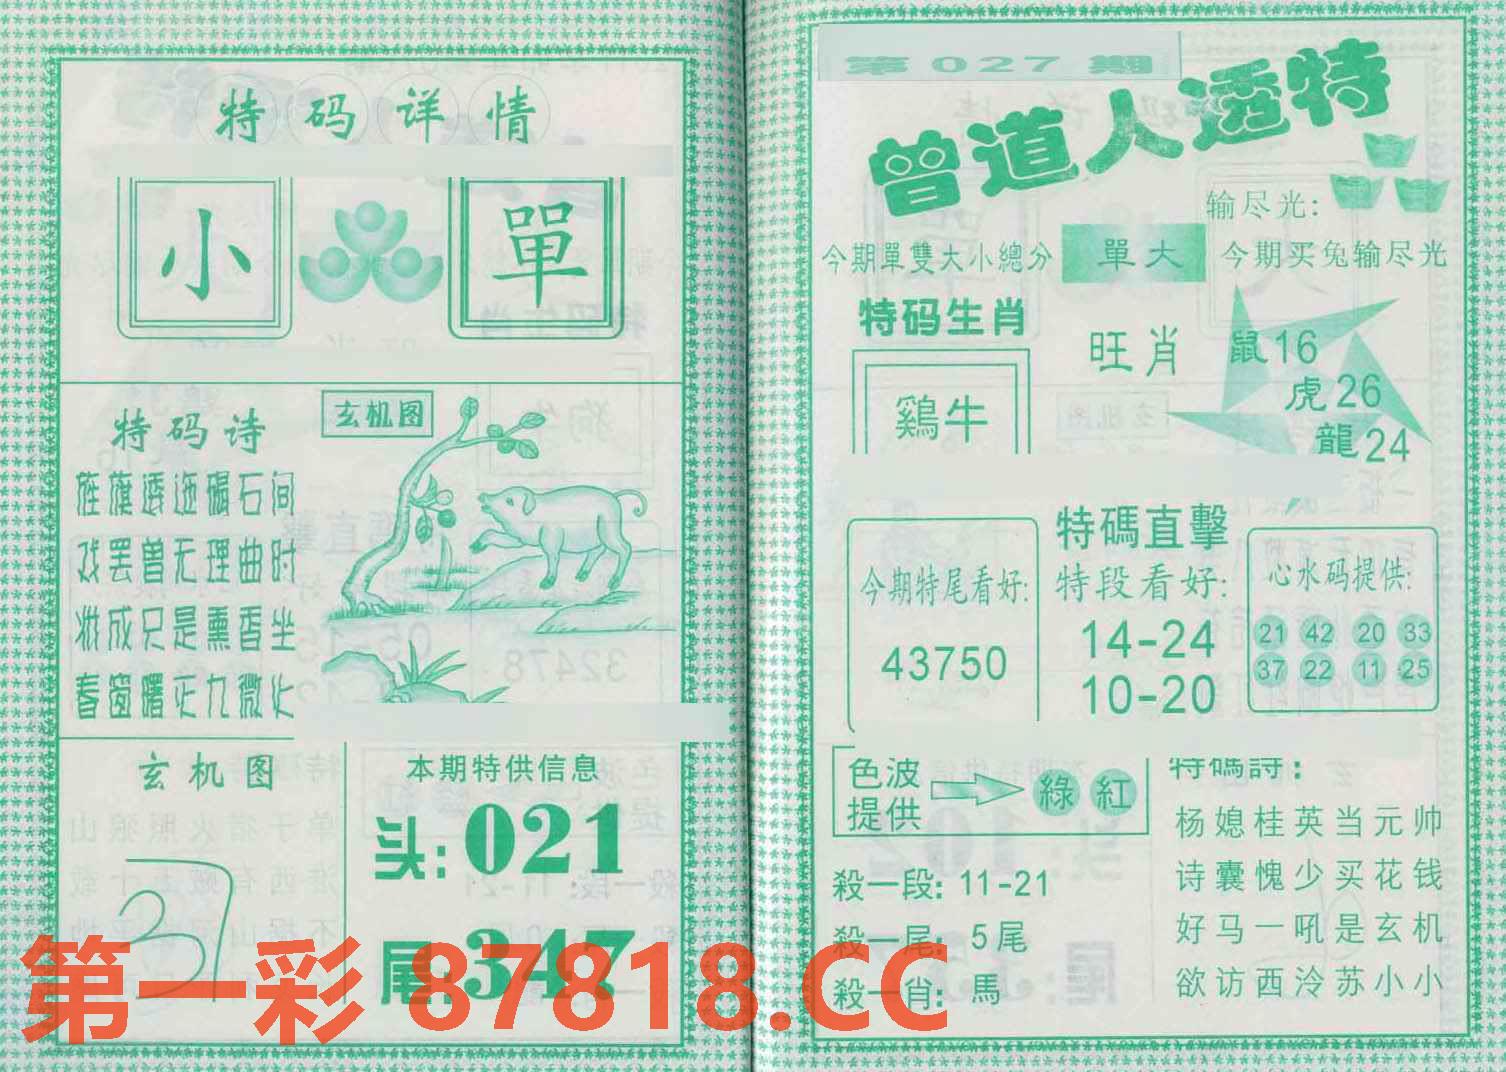 特码详情
小 單
特码诗
玄机图
旌旗逶迤碣石间
戏罢曾无理曲时
妆成只是熏香坐
春窗曙灭九微火
玄机图
本期特供信息
头:021
尾:347
第027期
曾道人透特
输尽光:
今期單雙大小總分 單大 今期买兔输尽光
特码生肖
鷄牛
旺肖
鼠16
虎26
龍24
今期特尾看好:
43750
特碼直擊
特段看好:
14-24
10-20
心水码提供:
21 42 20 33
37 22 11 25
色波
提供
綠 紅
殺一段: 11-21
殺一尾: 5尾
殺一肖: 馬
特碼詩:
杨媳桂英当元帅
诗囊愧少买花钱
好马一吼是玄机
欲访西泠苏小小
第一彩 87818.CC